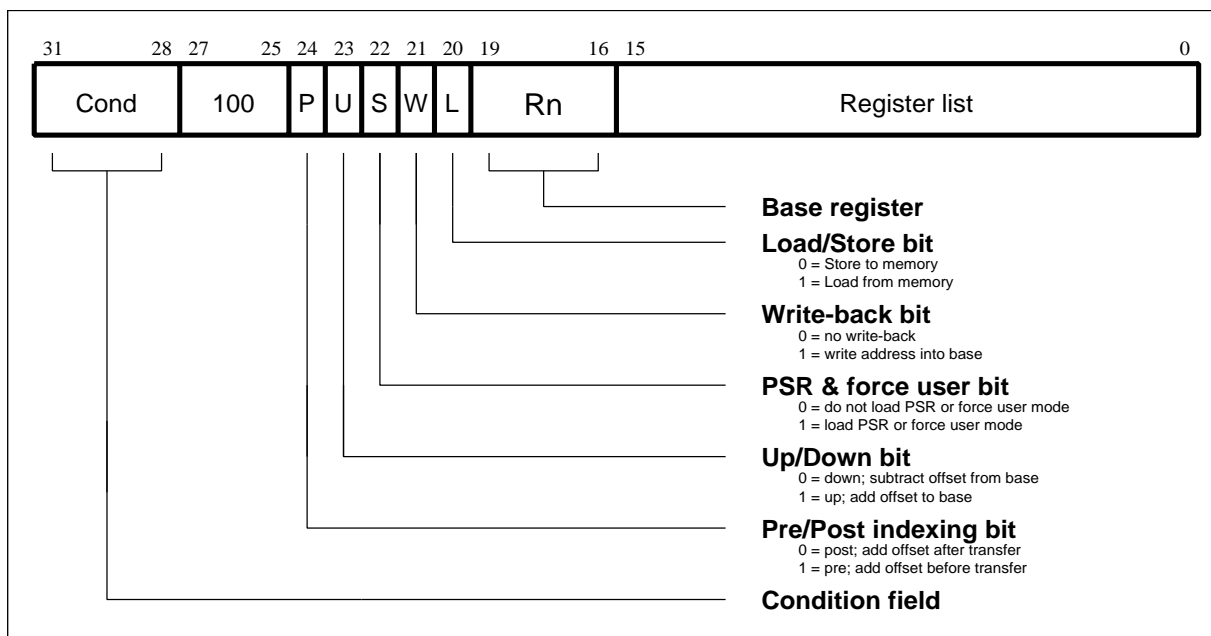 31 28 27 25 24 23 22 21 20 19 16 15 0
Cond 100 P U S W L Rn Register list
Base register
Load/Store bit
0 = Store to memory
1 = Load from memory
Write-back bit
0 = no write-back
1 = write address into base
PSR & force user bit
0 = do not load PSR or force user mode
1 = load PSR or force user mode
Up/Down bit
0 = down; subtract offset from base
1 = up; add offset to base
Pre/Post indexing bit
0 = post; add offset after transfer
1 = pre; add offset before transfer
Condition field